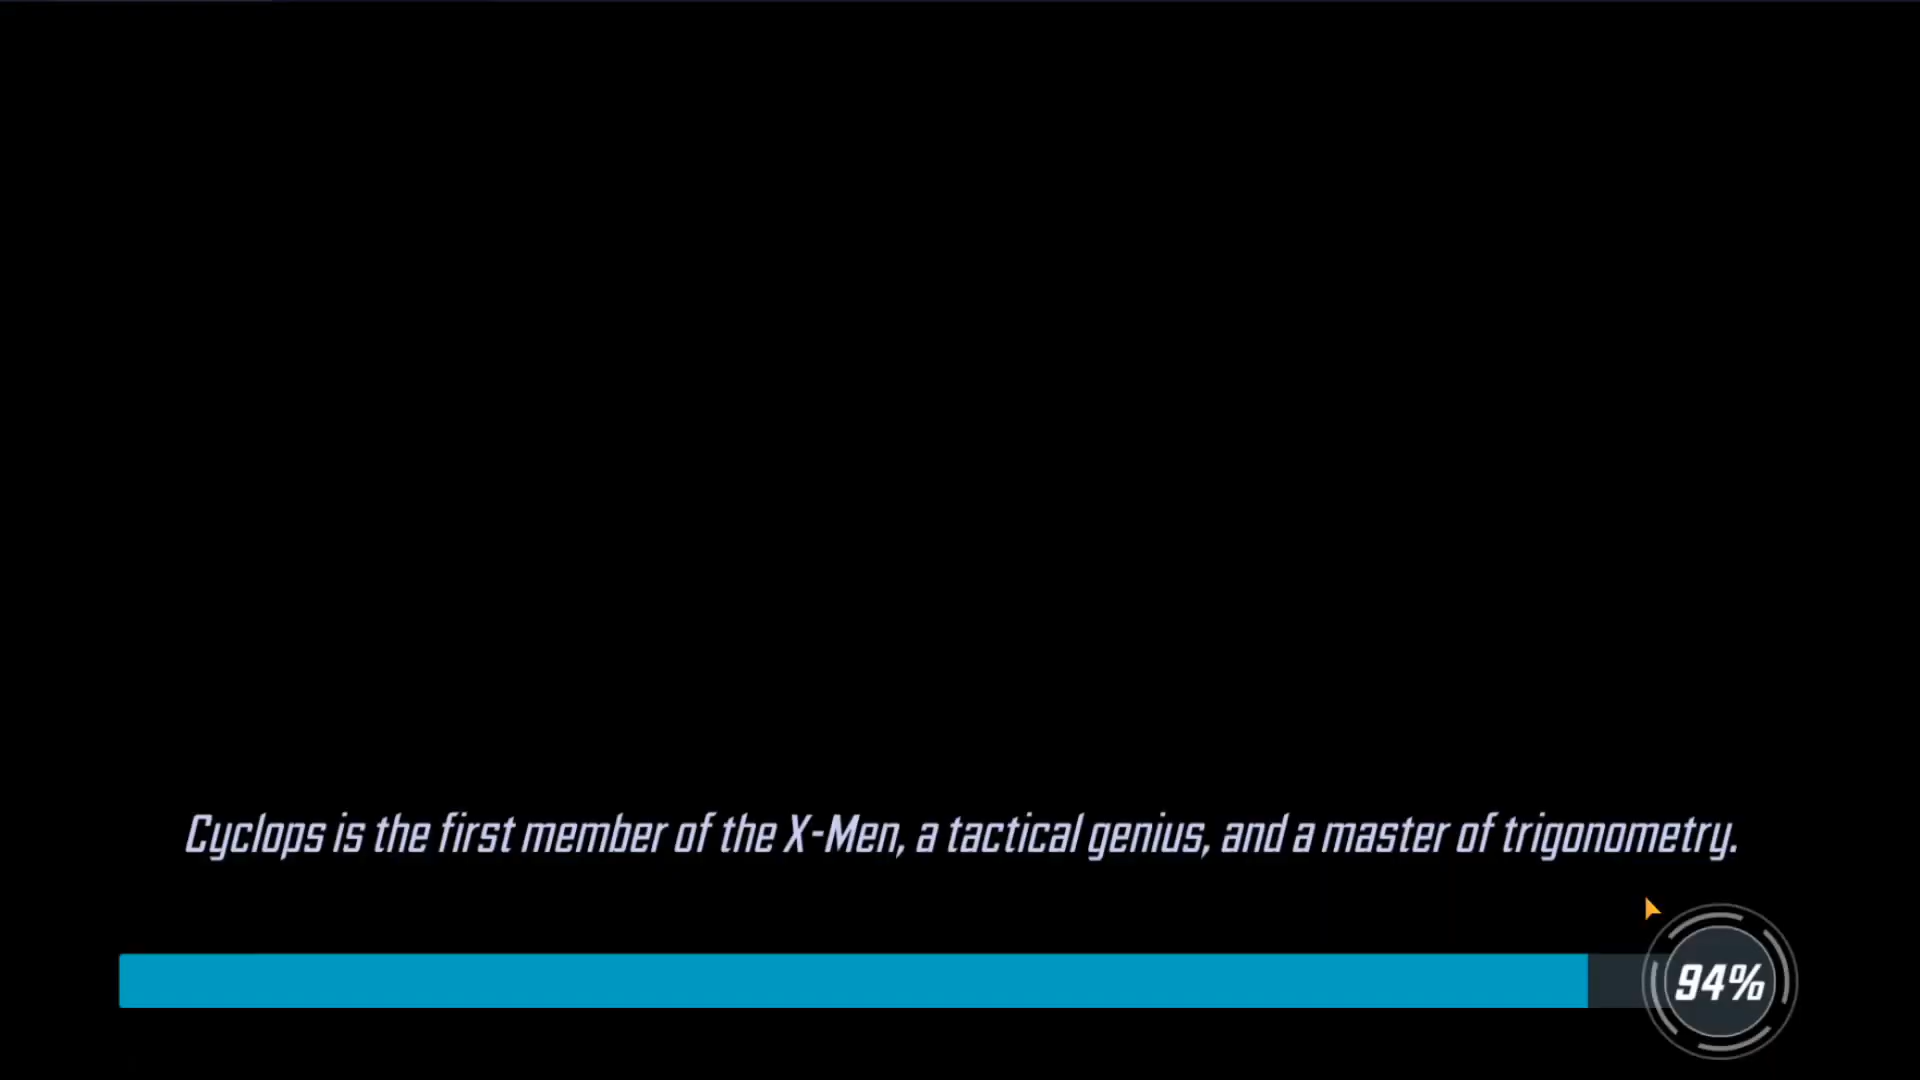 Cyclops is the first member of the X-Men, a tactical genius, and a master of trigonometry.
94%